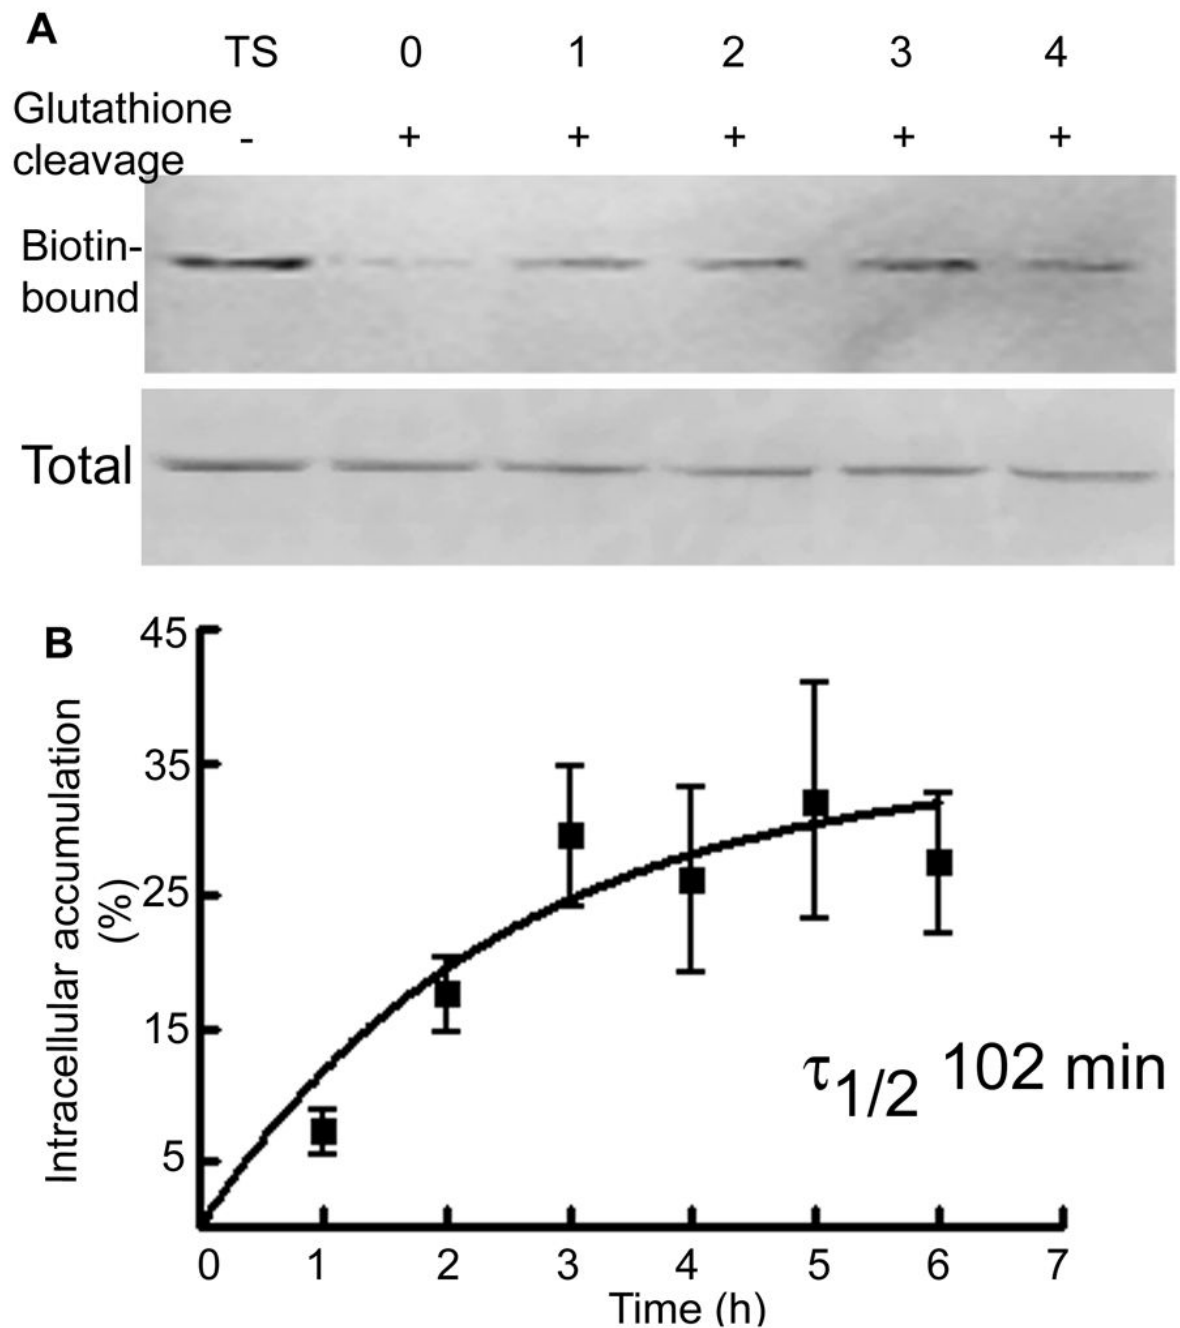 A
TS 0 1 2 3 4
Glutathione
cleavage - + + + + +
Biotin-
bound
Total
B
45
35
25
15
5
Intracellular accumulation
(%)
τ1/2 102 min
0 1 2 3 4 5 6 7
Time (h)